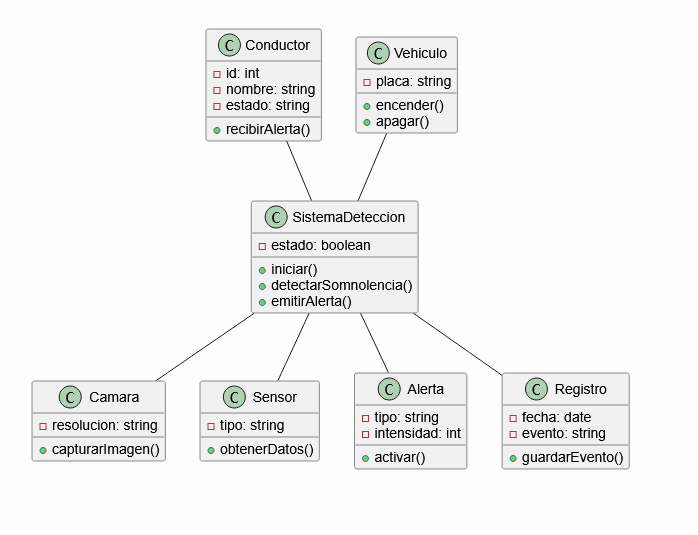 C Conductor
id: int
nombre: string
estado: string
recibirAlerta()
C Vehiculo
placa: string
encender()
apagar()
C SistemaDeteccion
estado: boolean
iniciar()
detectarSomnolencia()
emitirAlerta()
C Camara
resolucion: string
capturarImagen()
C Sensor
tipo: string
obtenerDatos()
C Alerta
tipo: string
intensidad: int
activar()
C Registro
fecha: date
evento: string
guardarEvento()